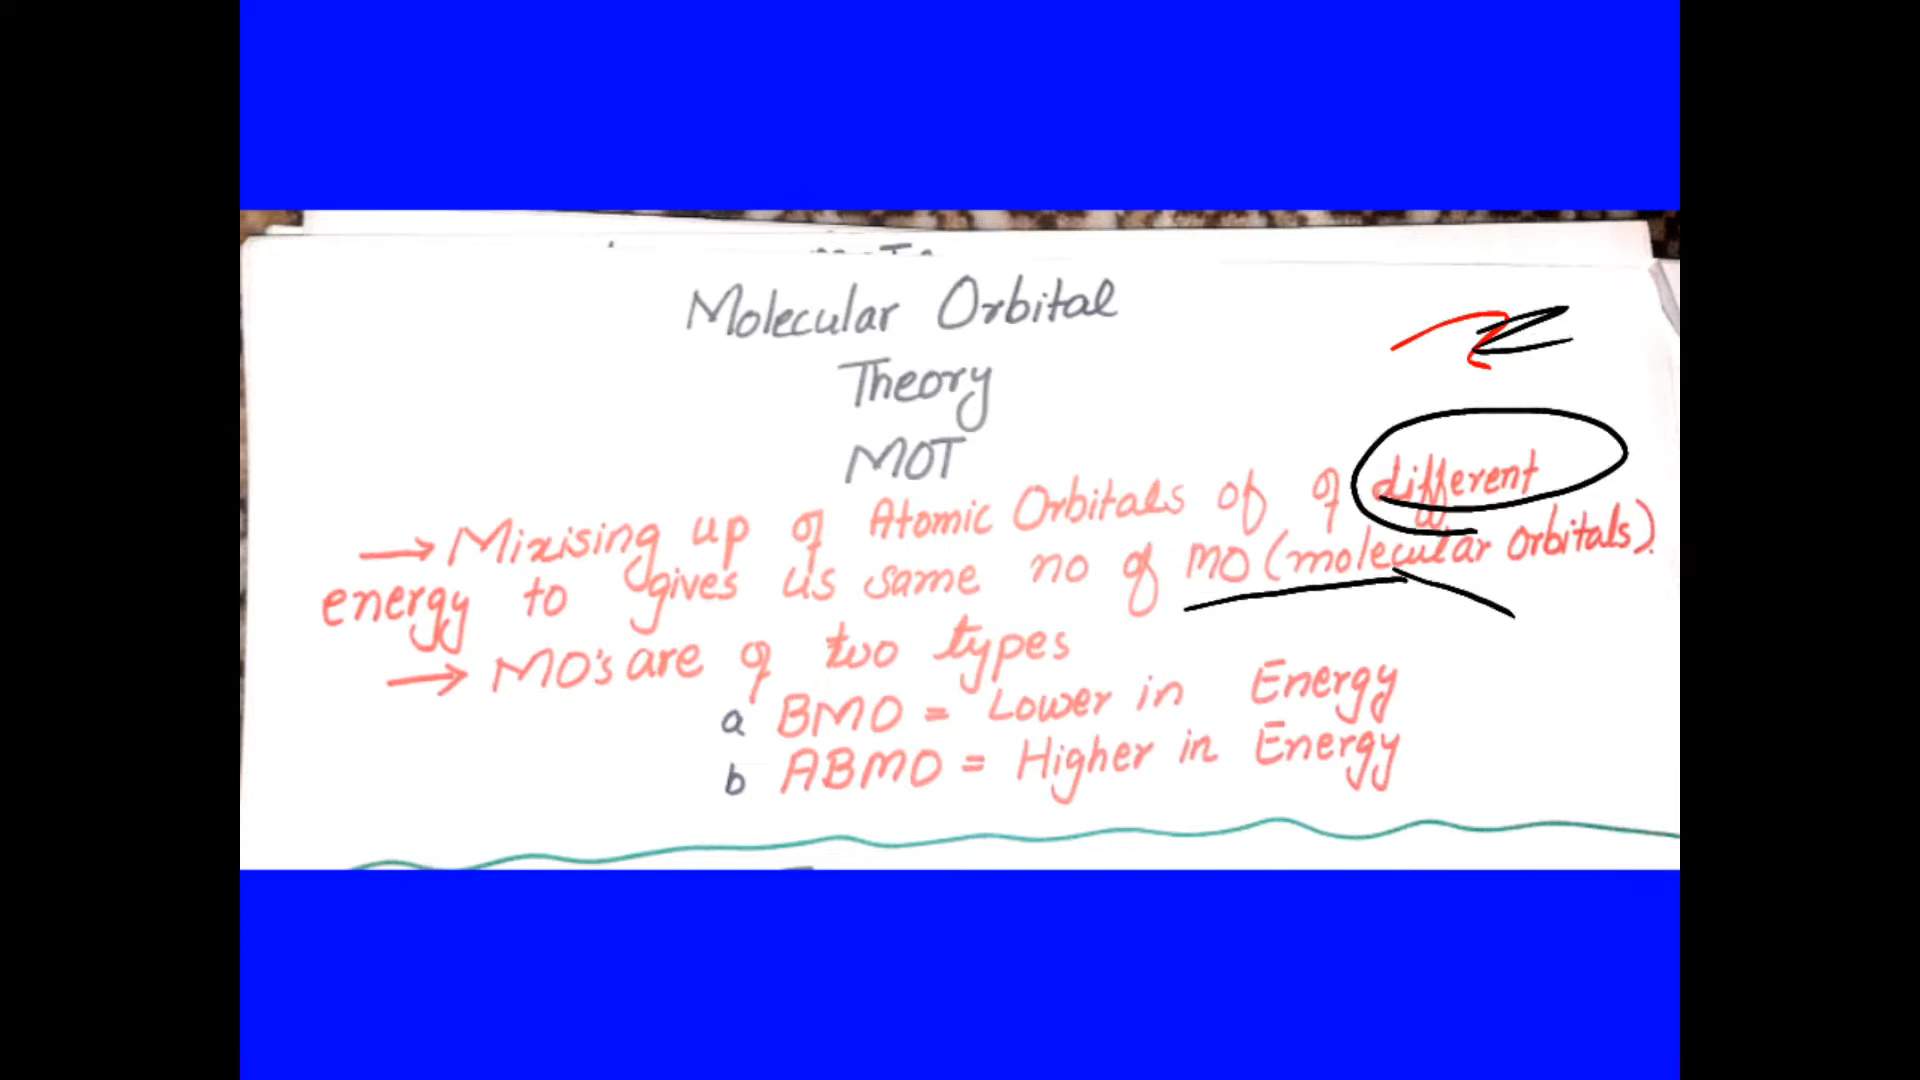 Molecular Orbital
Theory
MOT
→ Mixising up of Atomic Orbitals of of different
energy to gives us same no of MO (molecular orbitals).
→ MO's are of two types
a BMO = Lower in Energy
b ABMO = Higher in Energy